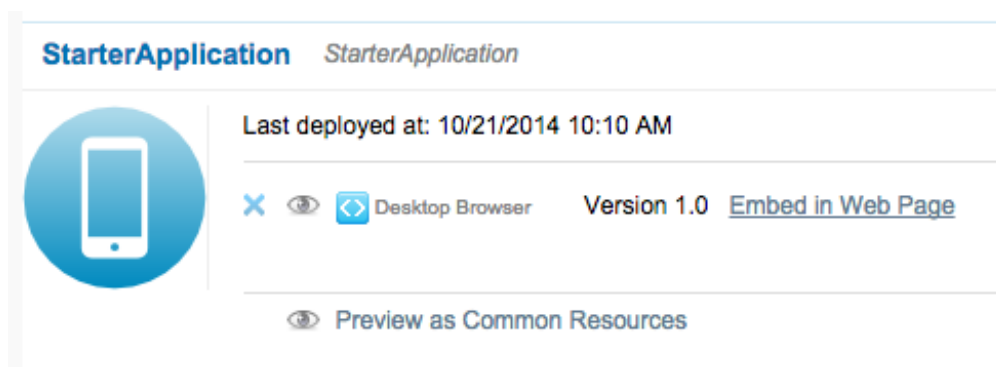 StarterApplication StarterApplication
Last deployed at: 10/21/2014 10:10 AM
Desktop Browser Version 1.0 Embed in Web Page
Preview as Common Resources